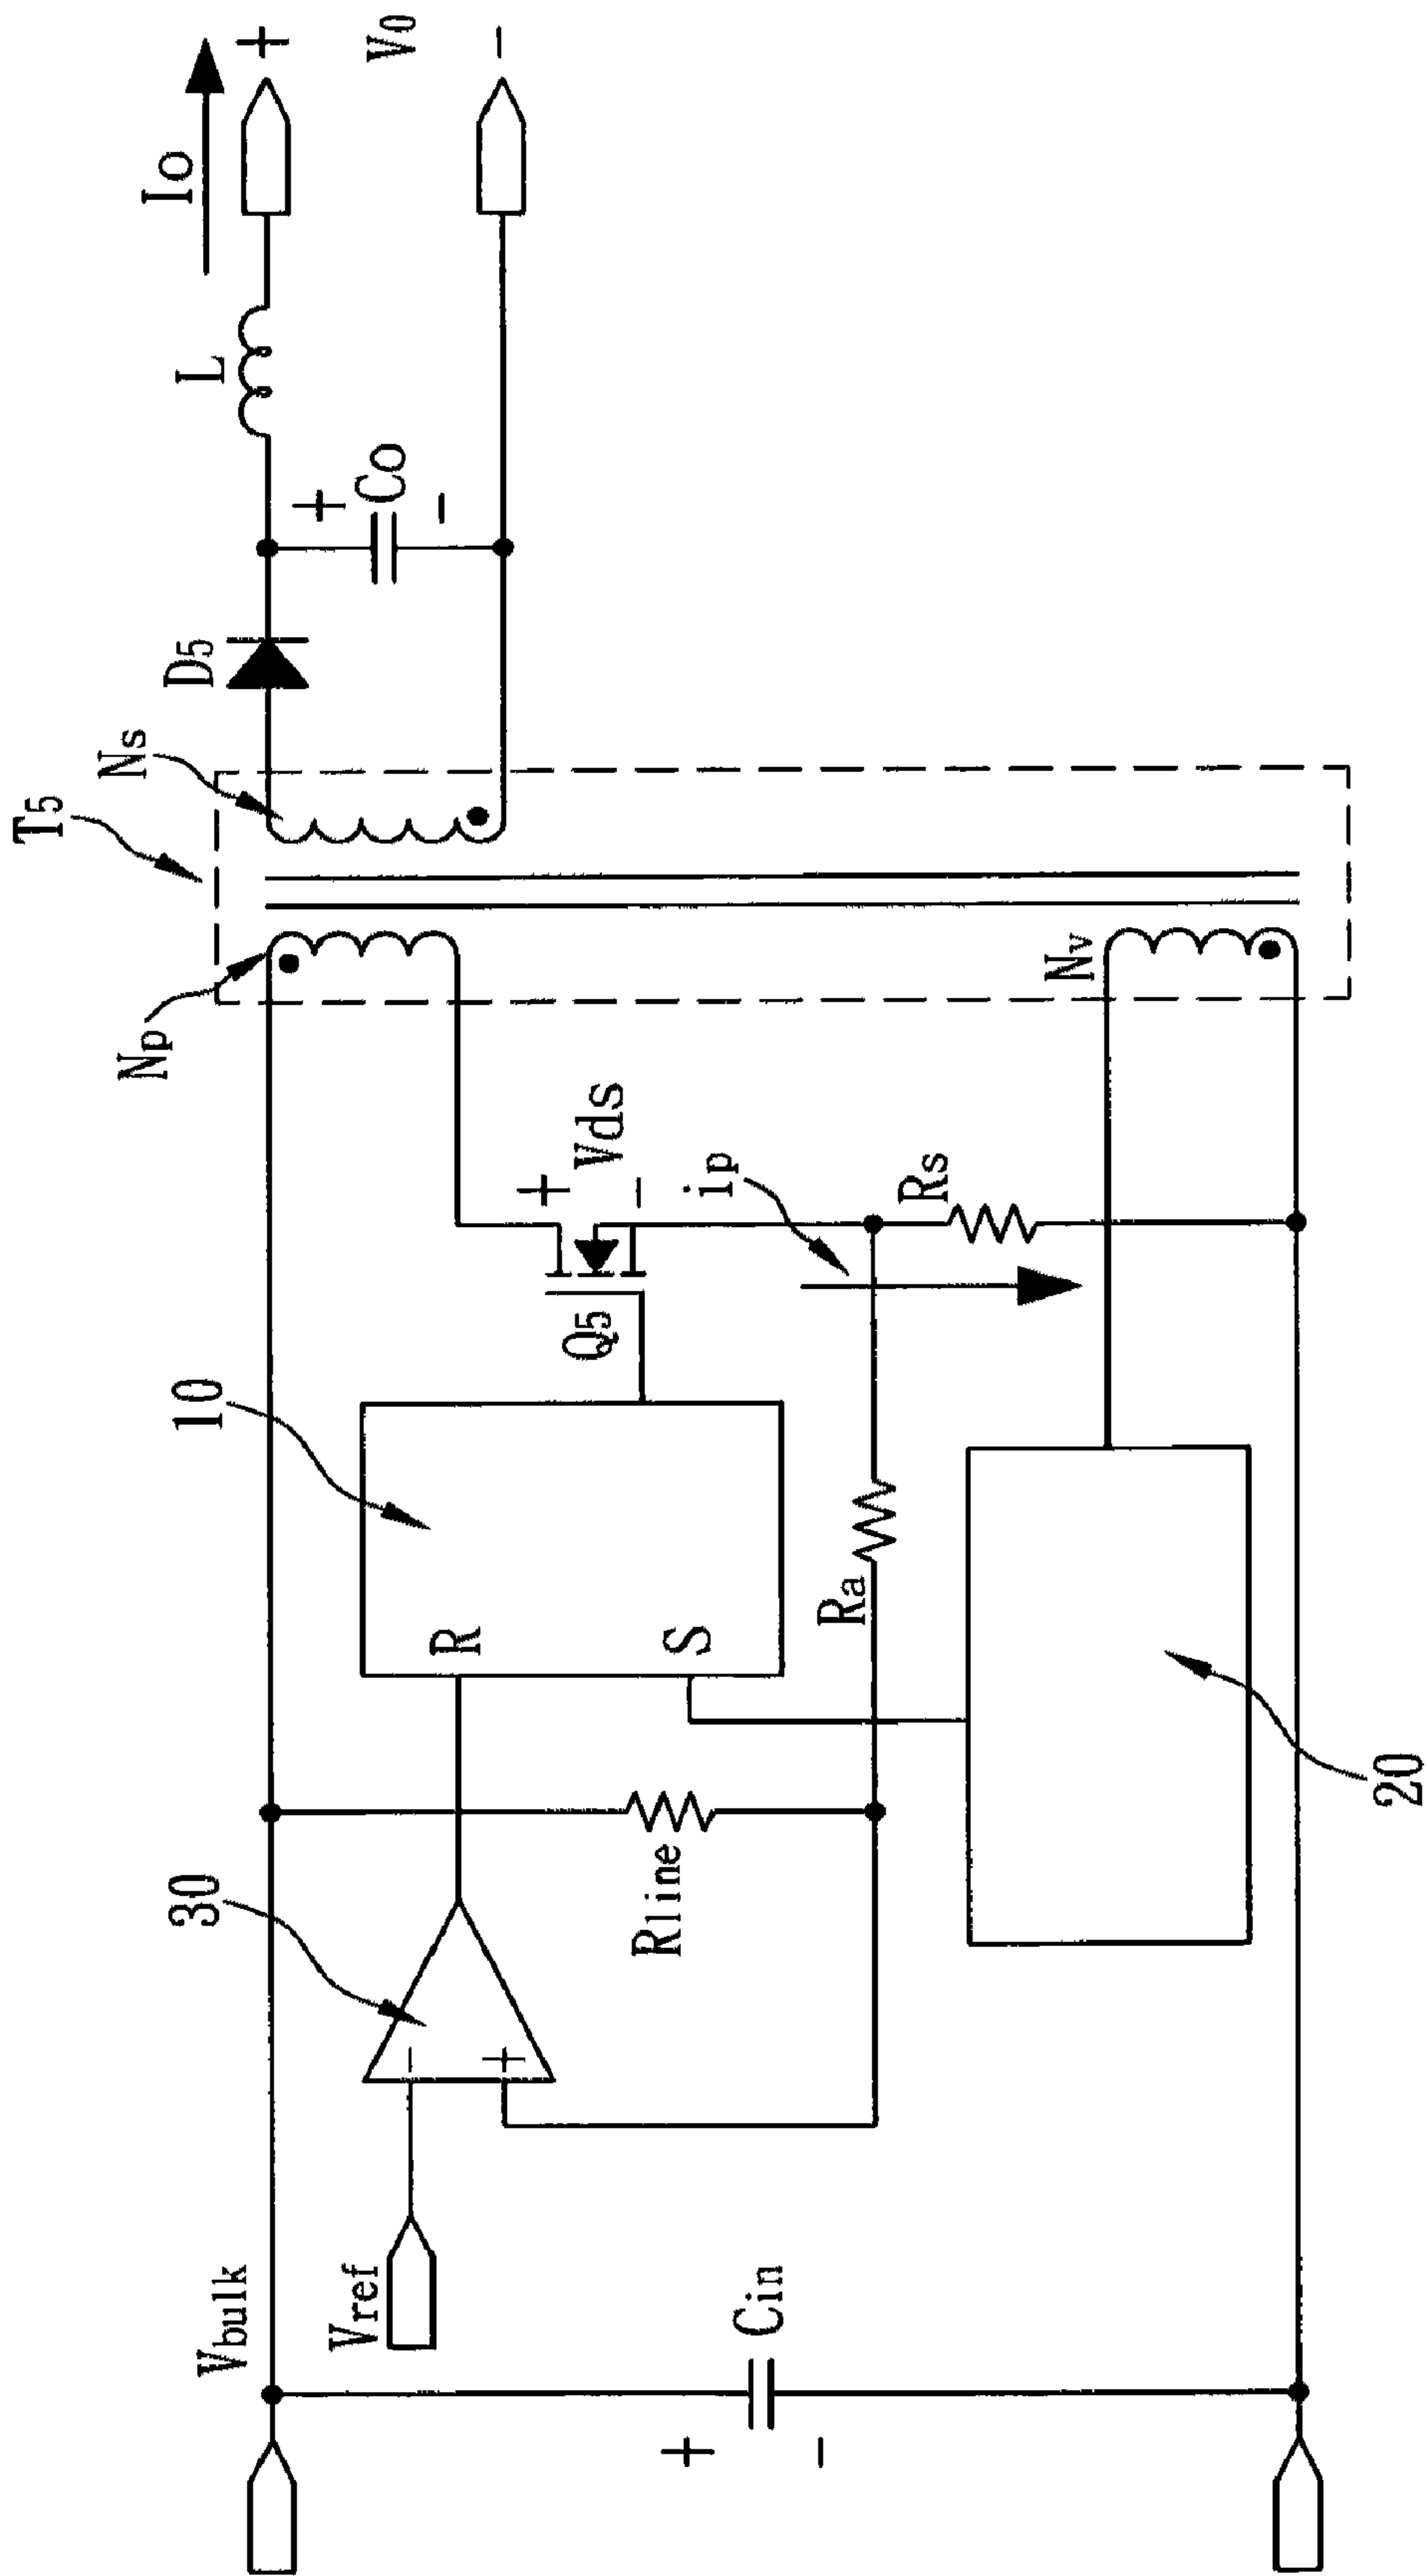 T5
Ns
Np
Nv
D5
L
Io
+
V0
-
+
Co
-
10
R
S
Q5
+
Vds
-
ip
Rs
Ra
30
-
+
Rline
20
Vbulk
Vref
+
Cin
-